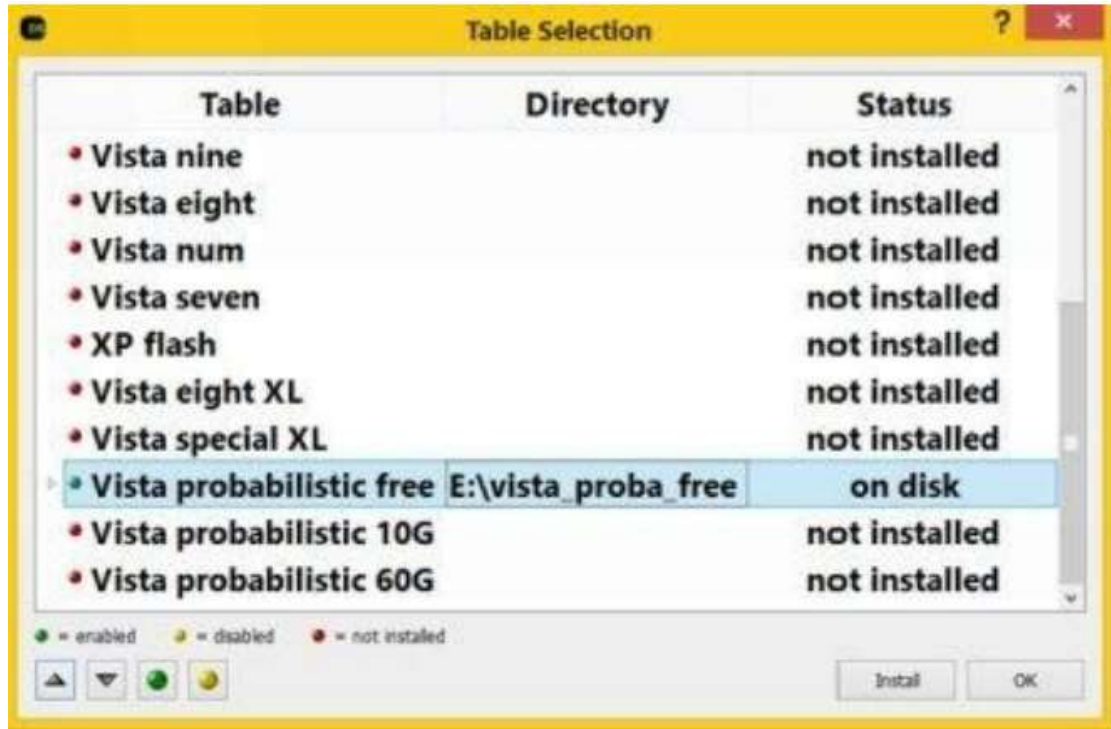 Table Selection ?
Table Directory Status
Vista nine not installed
Vista eight not installed
Vista num not installed
Vista seven not installed
XP flash not installed
Vista eight XL not installed
Vista special XL not installed
Vista probabilistic free E:\vista_proba_free on disk
Vista probabilistic 10G not installed
Vista probabilistic 60G not installed
= enabled = disabled = not installed
Install OK